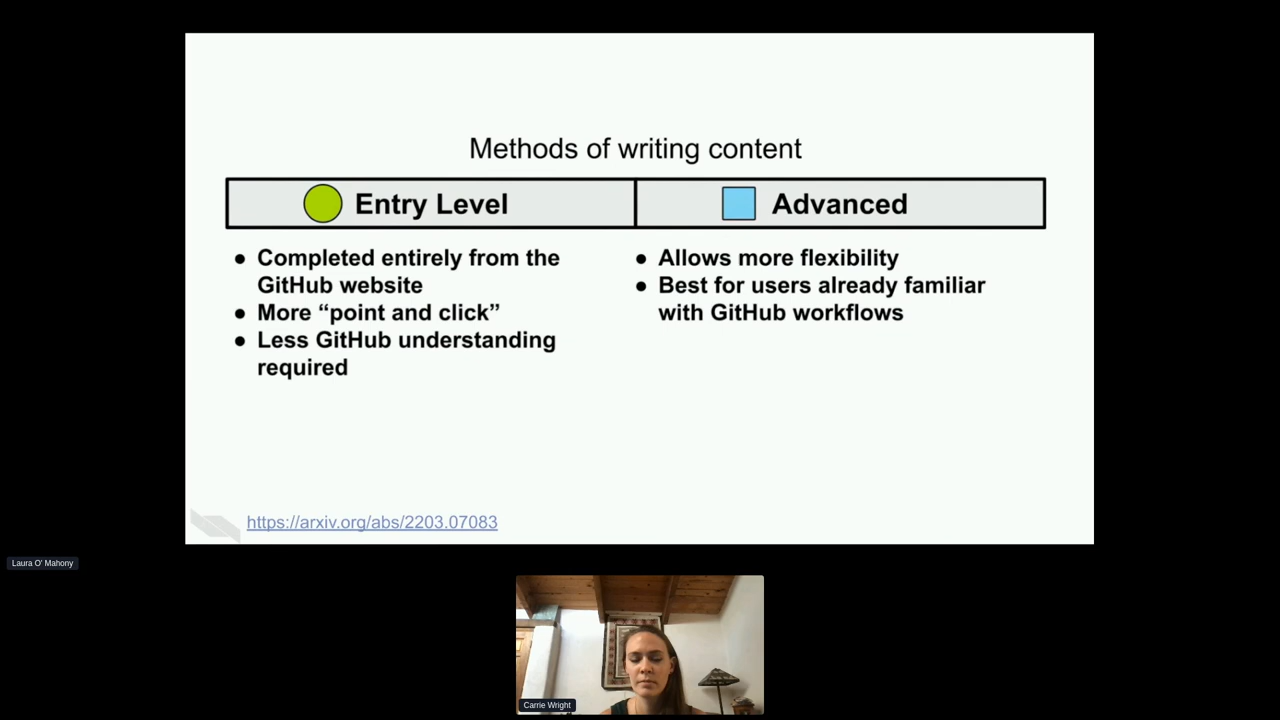 Methods of writing content
Entry Level
Advanced
● Completed entirely from the
GitHub website
● More “point and click”
● Less GitHub understanding
required
● Allows more flexibility
● Best for users already familiar
with GitHub workflows
https://arxiv.org/abs/2203.07083
Laura O' Mahony
Carrie Wright